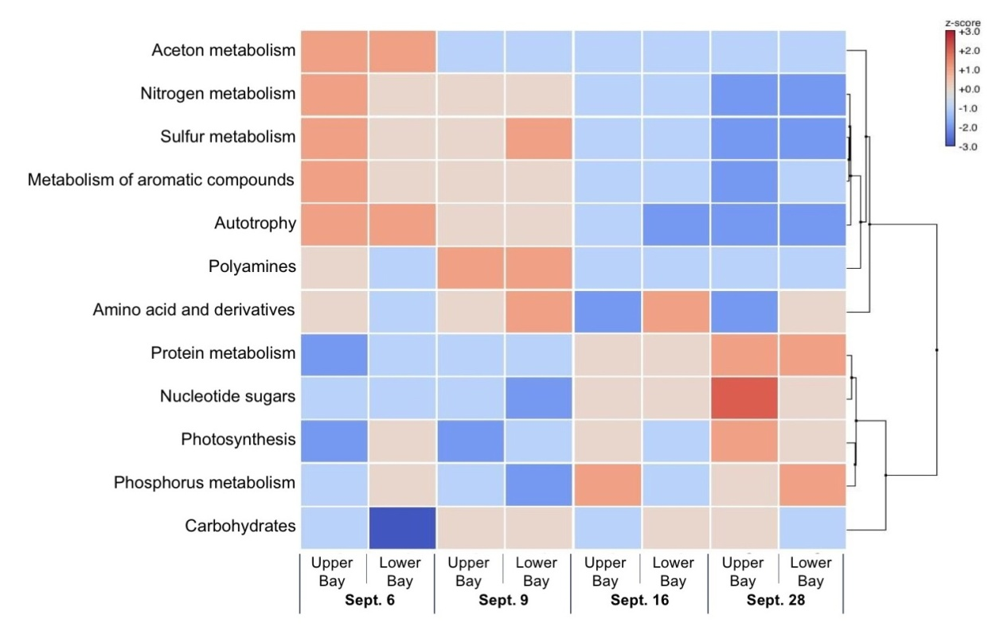 z-score
+3.0
+2.0
+1.0
+0.0
-1.0
-2.0
-3.0
Aceton metabolism
Nitrogen metabolism
Sulfur metabolism
Metabolism of aromatic compounds
Autotrophy
Polyamines
Amino acid and derivatives
Protein metabolism
Nucleotide sugars
Photosynthesis
Phosphorus metabolism
Carbohydrates
Upper Lower Upper Lower Upper Lower Upper Lower
Bay Bay Bay Bay Bay Bay Bay Bay
Sept. 6 Sept. 9 Sept. 16 Sept. 28